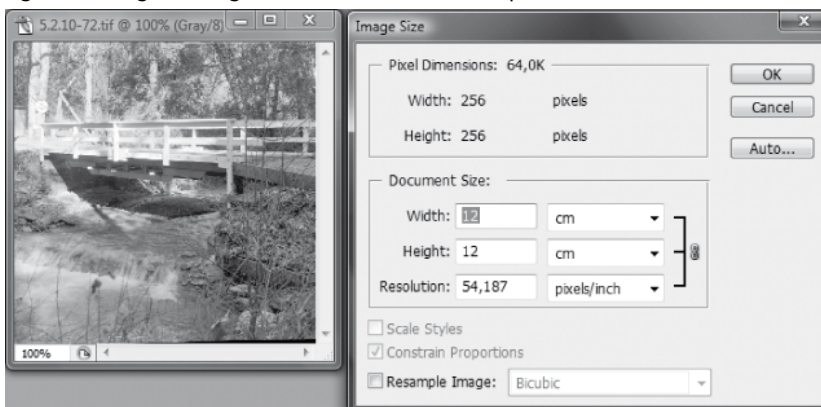 5.2.10-72.tif @ 100% (Gray/8)
100%
Image Size
Pixel Dimensions: 64,0K
Width: 256 pixels
Height: 256 pixels
Document Size:
Width: 12 cm
Height: 12 cm
Resolution: 54,187 pixels/inch
Scale Styles
Constrain Proportions
Resample Image: Bicubic
OK
Cancel
Auto...